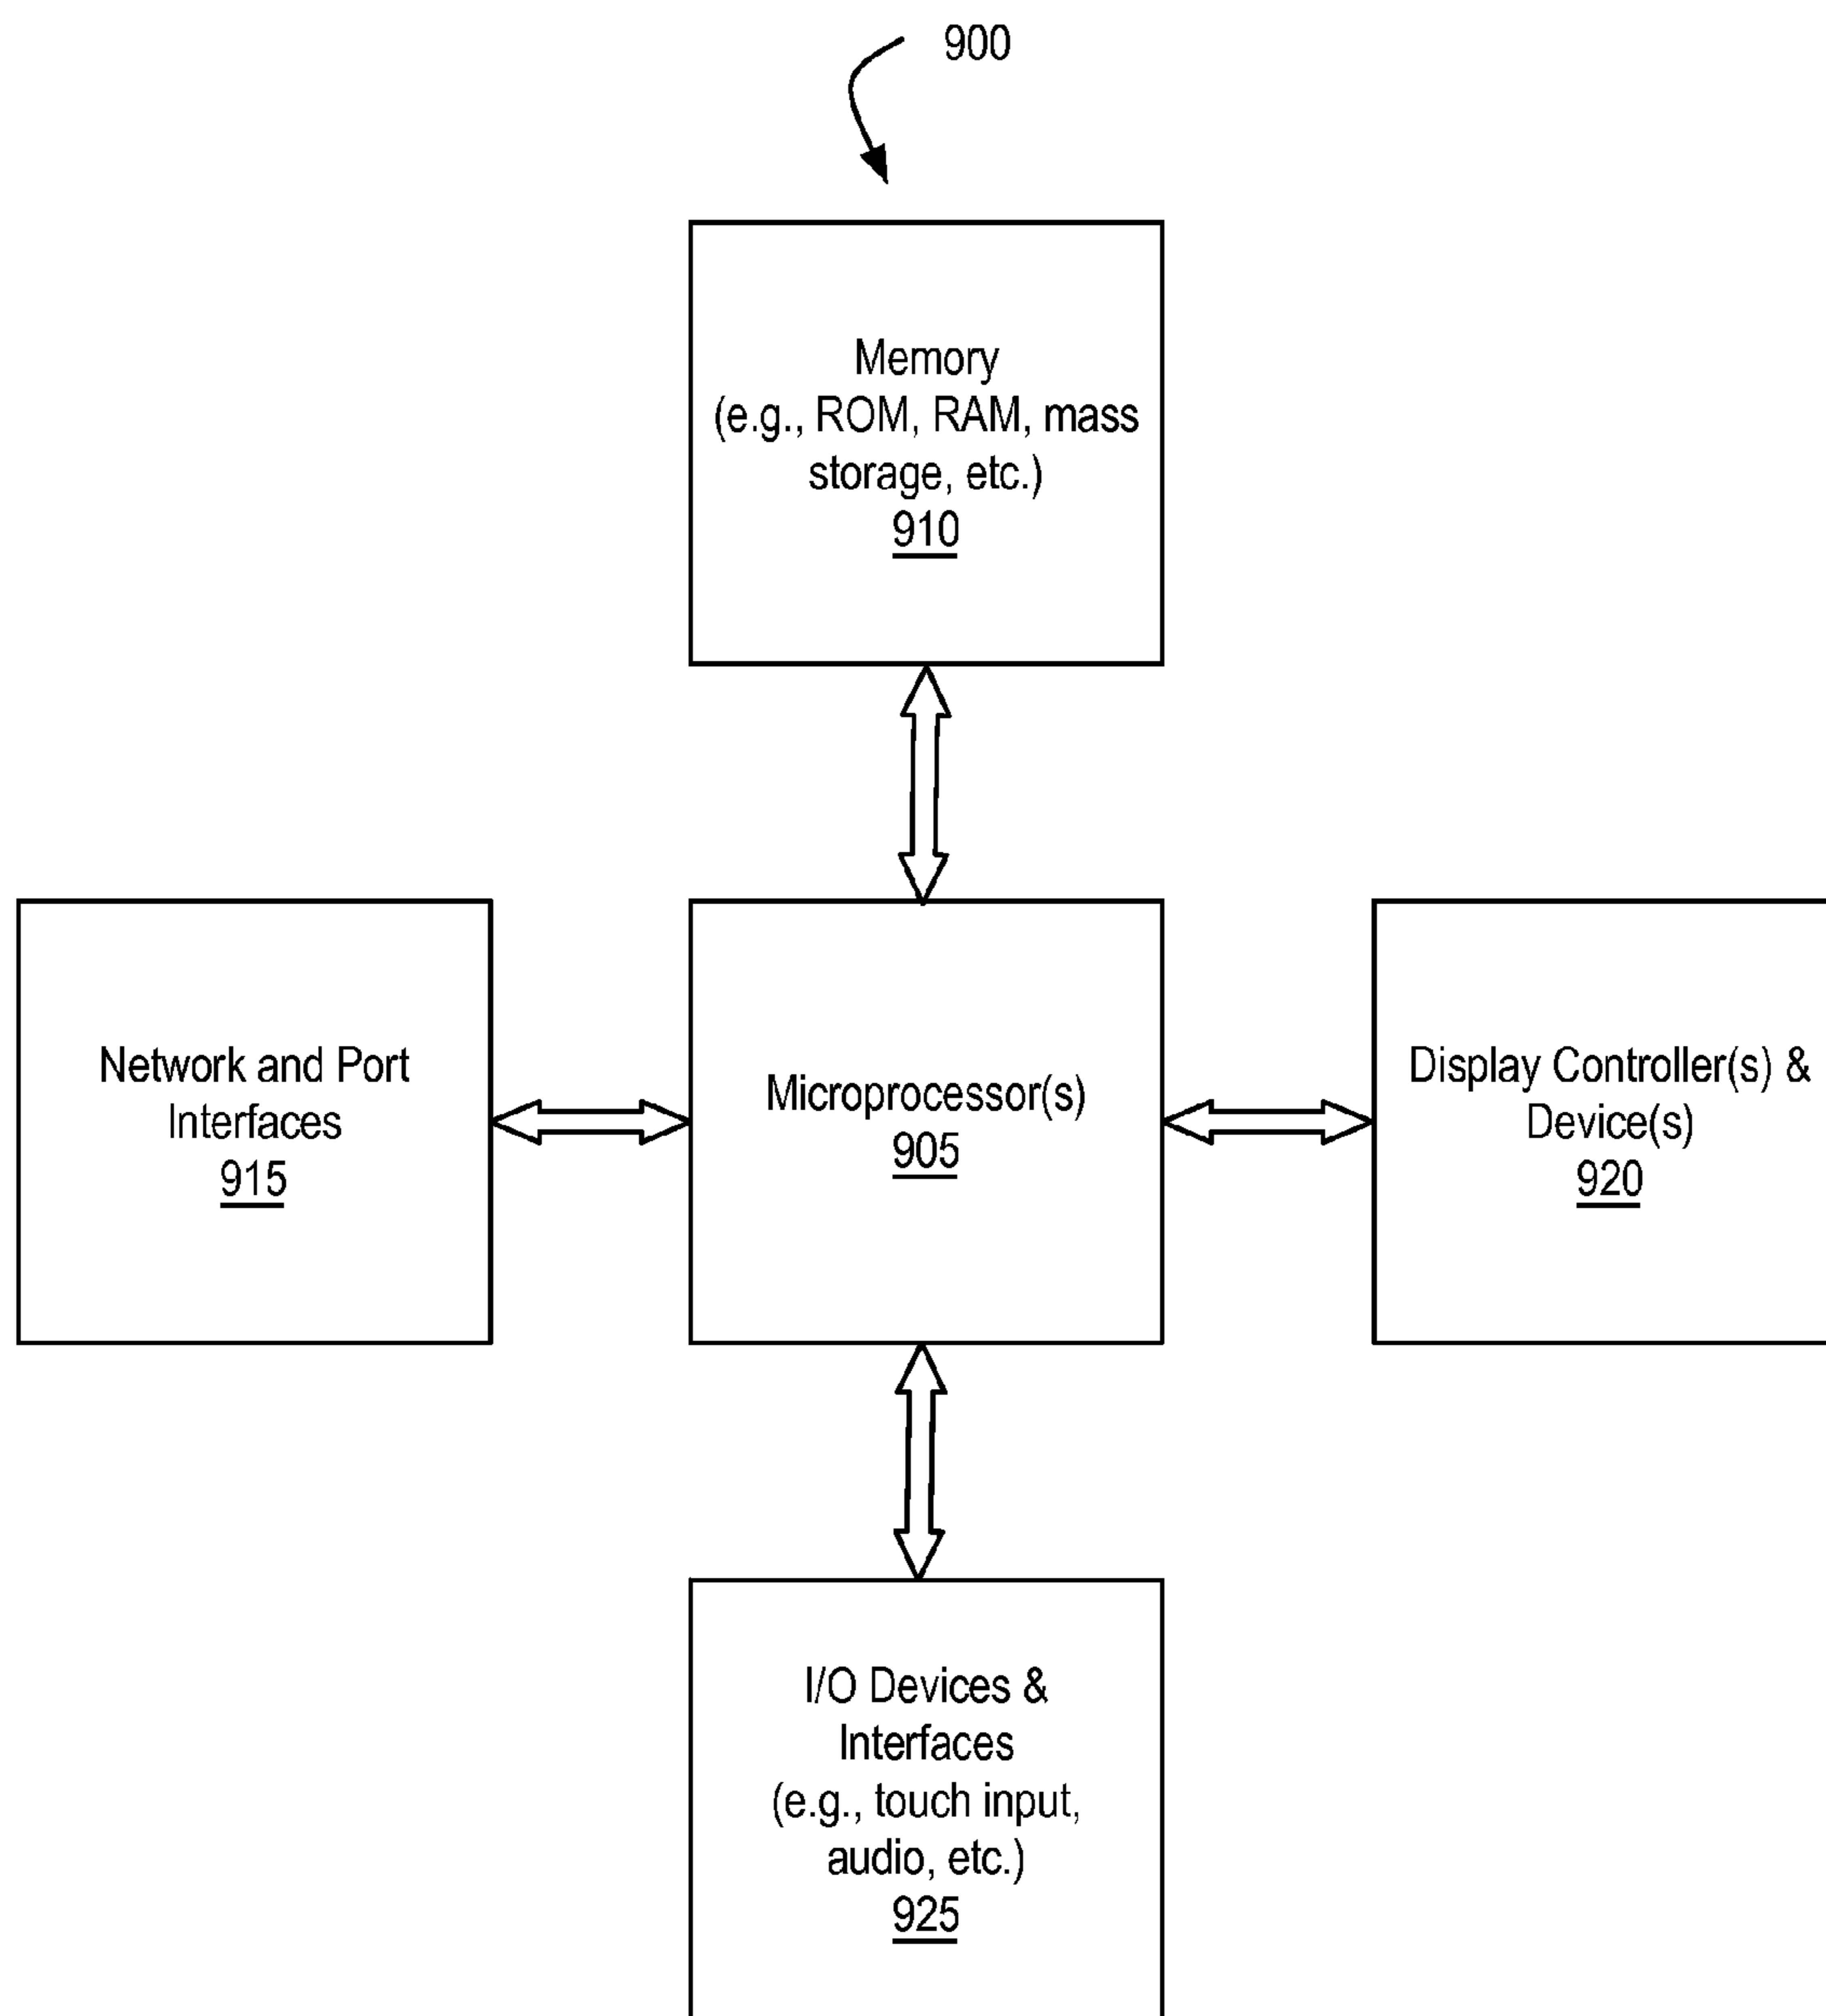 900
Memory
(e.g., ROM, RAM, mass
storage, etc.)
910
Network and Port
Interfaces
915
Microprocessor(s)
905
Display Controller(s) &
Device(s)
920
I/O Devices &
Interfaces
(e.g., touch input,
audio, etc.)
925